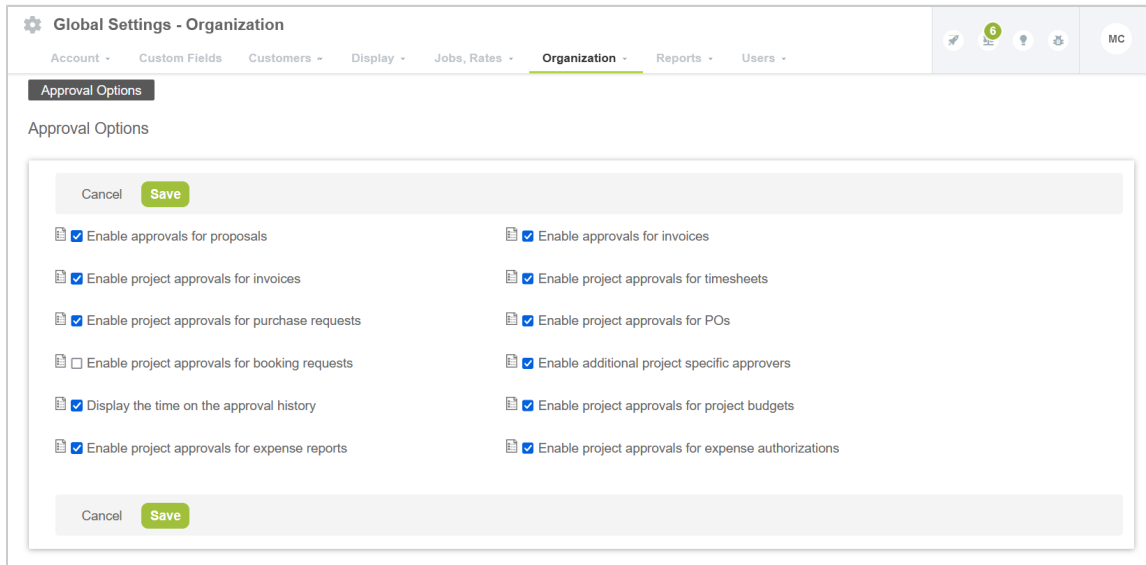 Global Settings - Organization
6
MC
Account Custom Fields Customers Display Jobs, Rates Organization Reports Users
Approval Options
Approval Options
Cancel Save
Enable approvals for proposals Enable approvals for invoices
Enable project approvals for invoices Enable project approvals for timesheets
Enable project approvals for purchase requests Enable project approvals for POs
Enable project approvals for booking requests Enable additional project specific approvers
Display the time on the approval history Enable project approvals for project budgets
Enable project approvals for expense reports Enable project approvals for expense authorizations
Cancel Save